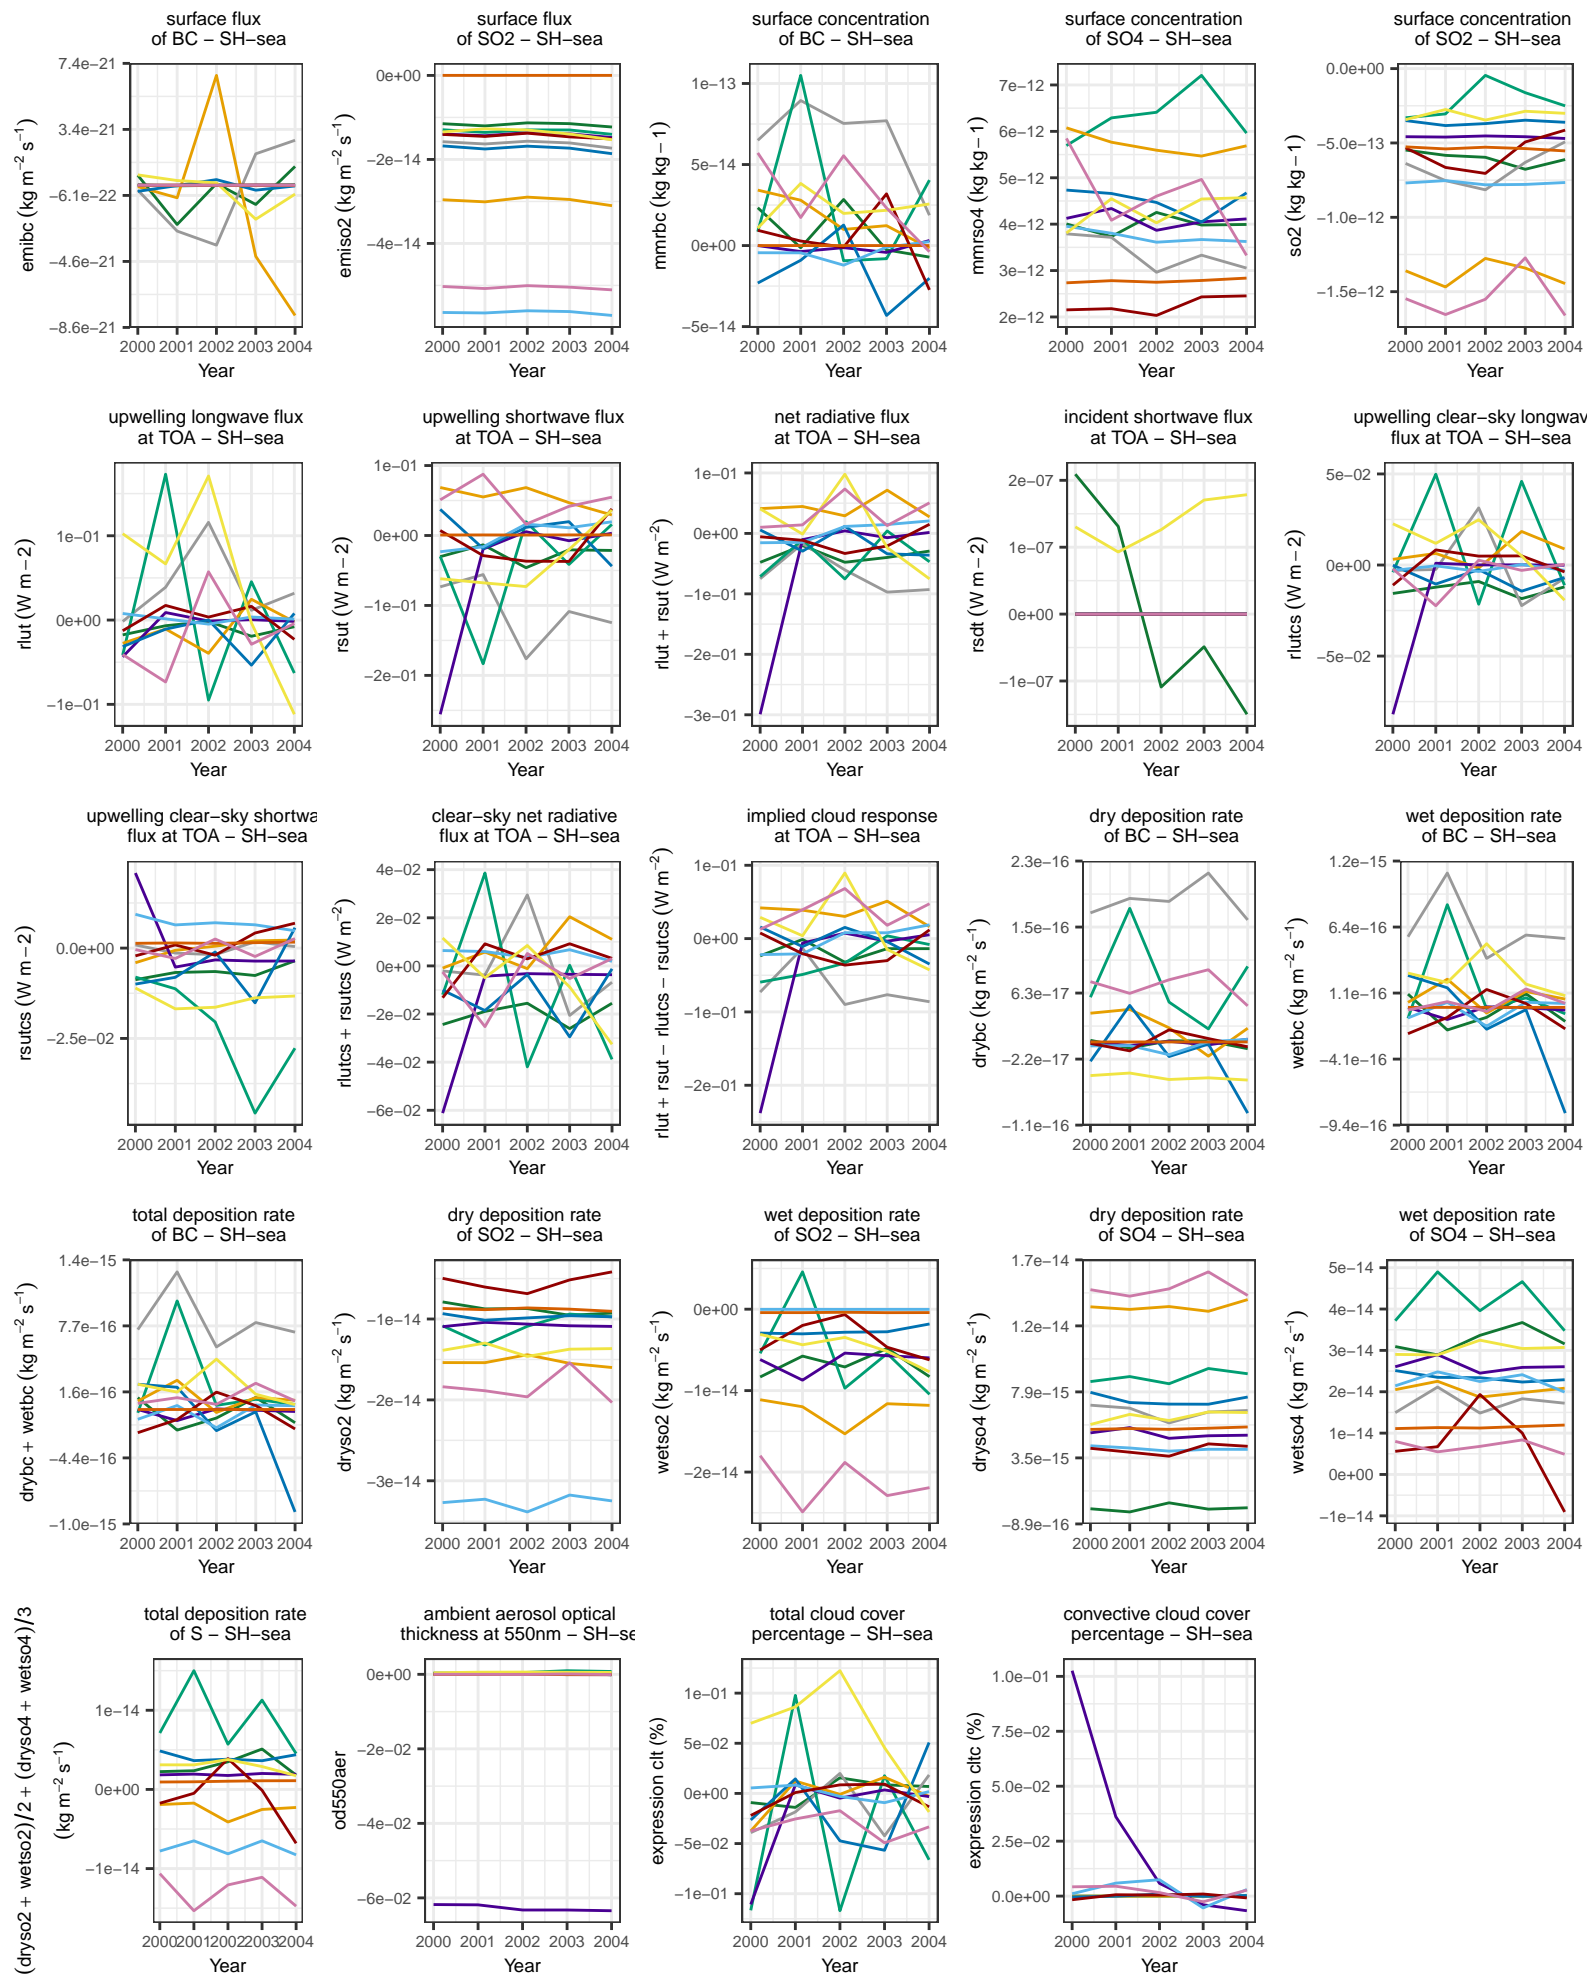 surface flux
of BC − SH−sea
7.4e−21
3.4e−21
−6.1e−22
−4.6e−21
−8.6e−21
emibc (kg m−2 s−1)
2000 2001 2002 2003 2004
Year
surface flux
of SO2 − SH−sea
0e+00
−2e−14
−4e−14
emiso2 (kg m−2 s−1)
2000 2001 2002 2003 2004
Year
surface concentration
of BC − SH−sea
1e−13
5e−14
0e+00
−5e−14
mmrbc (kg kg − 1)
2000 2001 2002 2003 2004
Year
surface concentration
of SO4 − SH−sea
7e−12
6e−12
5e−12
4e−12
3e−12
2e−12
mmrso4 (kg kg − 1)
2000 2001 2002 2003 2004
Year
surface concentration
of SO2 − SH−sea
0.0e+00
−5.0e−13
−1.0e−12
−1.5e−12
so2 (kg kg − 1)
2000 2001 2002 2003 2004
Year
upwelling longwave flux
at TOA − SH−sea
1e−01
0e+00
−1e−01
rlut (W m − 2)
2000 2001 2002 2003 2004
Year
upwelling shortwave flux
at TOA − SH−sea
1e−01
0e+00
−1e−01
−2e−01
rsut (W m − 2)
2000 2001 2002 2003 2004
Year
net radiative flux
at TOA − SH−sea
1e−01
0e+00
−1e−01
−2e−01
−3e−01
rlut + rsut (W m−2)
2000 2001 2002 2003 2004
Year
incident shortwave flux
at TOA − SH−sea
2e−07
1e−07
0e+00
−1e−07
rsdt (W m − 2)
2000 2001 2002 2003 2004
Year
upwelling clear−sky longwav
flux at TOA − SH−sea
5e−02
0e+00
−5e−02
rlutcs (W m − 2)
2000 2001 2002 2003 2004
Year
upwelling clear−sky shortwa
flux at TOA − SH−sea
0.0e+00
−2.5e−02
rsutcs (W m − 2)
2000 2001 2002 2003 2004
Year
clear−sky net radiative
flux at TOA − SH−sea
4e−02
2e−02
0e+00
−2e−02
−4e−02
−6e−02
rlutcs + rsutcs (W m−2)
2000 2001 2002 2003 2004
Year
implied cloud response
at TOA − SH−sea
1e−01
0e+00
−1e−01
−2e−01
rlut + rsut − rlutcs − rsutcs (W m−2)
2000 2001 2002 2003 2004
Year
dry deposition rate
of BC − SH−sea
2.3e−16
1.5e−16
6.3e−17
−2.2e−17
−1.1e−16
drybc (kg m−2 s−1)
2000 2001 2002 2003 2004
Year
wet deposition rate
of BC − SH−sea
1.2e−15
6.4e−16
1.1e−16
−4.1e−16
−9.4e−16
wetbc (kg m−2 s−1)
2000 2001 2002 2003 2004
Year
total deposition rate
of BC − SH−sea
1.4e−15
7.7e−16
1.6e−16
−4.4e−16
−1.0e−15
drybc + wetbc (kg m−2 s−1)
2000 2001 2002 2003 2004
Year
dry deposition rate
of SO2 − SH−sea
−1e−14
−2e−14
−3e−14
dryso2 (kg m−2 s−1)
2000 2001 2002 2003 2004
Year
wet deposition rate
of SO2 − SH−sea
0e+00
−1e−14
−2e−14
wetso2 (kg m−2 s−1)
2000 2001 2002 2003 2004
Year
dry deposition rate
of SO4 − SH−sea
1.7e−14
1.2e−14
7.9e−15
3.5e−15
−8.9e−16
dryso4 (kg m−2 s−1)
2000 2001 2002 2003 2004
Year
wet deposition rate
of SO4 − SH−sea
5e−14
4e−14
3e−14
2e−14
1e−14
0e+00
−1e−14
wetso4 (kg m−2 s−1)
2000 2001 2002 2003 2004
Year
total deposition rate
of S − SH−sea
1e−14
0e+00
−1e−14
(dryso2 + wetso2)/2 + (dryso4 + wetso4)/3
(kg m−2 s−1)
2000 2001 2002 2003 2004
Year
ambient aerosol optical
thickness at 550nm − SH−se
0e+00
−2e−02
−4e−02
−6e−02
od550aer
2000 2001 2002 2003 2004
Year
total cloud cover
percentage − SH−sea
1e−01
5e−02
0e+00
−5e−02
−1e−01
expression clt (%)
2000 2001 2002 2003 2004
Year
convective cloud cover
percentage − SH−sea
1.0e−01
7.5e−02
5.0e−02
2.5e−02
0.0e+00
expression cltc (%)
2000 2001 2002 2003 2004
Year